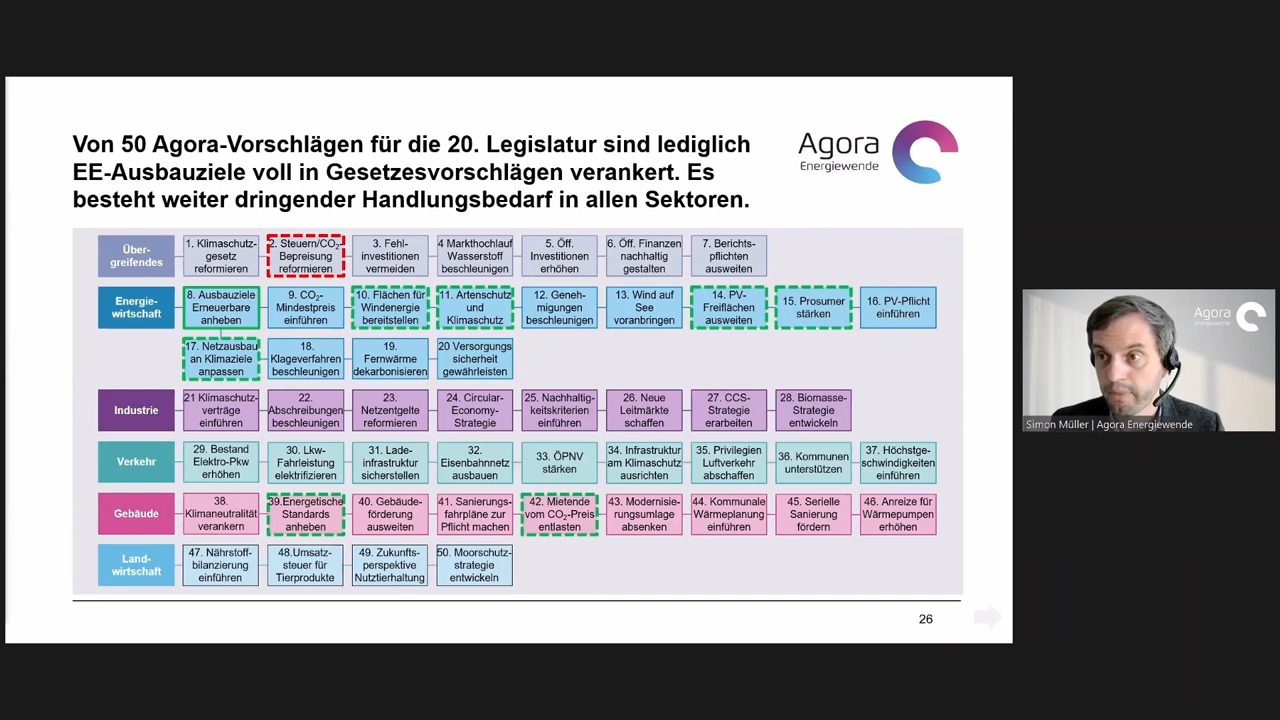 Von 50 Agora-Vorschlägen für die 20. Legislatur sind lediglich
EE-Ausbauziele voll in Gesetzesvorschlägen verankert. Es
besteht weiter dringender Handlungsbedarf in allen Sektoren.
Agora
Energiewende
Über-
greifendes
1. Klimaschutz-
gesetz
reformieren
2. Steuern/CO₂-
Bepreisung
reformieren
3. Fehl-
investitionen
vermeiden
4 Markthochlauf
Wasserstoff
beschleunigen
5. Öff.
Investitionen
erhöhen
6. Öff. Finanzen
nachhaltig
gestalten
7. Berichts-
pflichten
ausweiten
Energie-
wirtschaft
8. Ausbauziele
Erneuerbare
anheben
9. CO₂-
Mindestpreis
einführen
10. Flächen für
Windenergie
bereitstellen
11. Artenschutz
und
Klimaschutz
12. Geneh-
migungen
beschleunigen
13. Wind auf
See
voranbringen
14. PV-
Freiflächen
ausweiten
15. Prosumer
stärken
16. PV-Pflicht
einführen
17. Netzausbau
an Klimaziele
anpassen
18.
Klageverfahren
beschleunigen
19.
Fernwärme
dekarbonisieren
20 Versorgungs
sicherheit
gewährleisten
Industrie
21 Klimaschutz-
verträge
einführen
22.
Abschreibungen
beschleunigen
23.
Netzentgelte
reformieren
24. Circular-
Economy-
Strategie
25. Nachhaltig-
keitskriterien
einführen
26. Neue
Leitmärkte
schaffen
27. CCS-
Strategie
erarbeiten
28. Biomasse-
Strategie
entwickeln
Verkehr
29. Bestand
Elektro-Pkw
erhöhen
30. Lkw-
Fahrleistung
elektrifizieren
31. Lade-
infrastruktur
sicherstellen
32.
Eisenbahnnetz
ausbauen
33. ÖPNV
stärken
34. Infrastruktur
am Klimaschutz
ausrichten
35. Privilegien
Luftverkehr
abschaffen
36. Kommunen
unterstützen
37. Höchstge-
schwindigkeiten
einführen
Gebäude
38.
Klimaneutralität
verankern
39.Energetische
Standards
anheben
40. Gebäude-
förderung
ausweiten
41. Sanierungs-
fahrpläne zur
Pflicht machen
42. Mietende
vom CO₂-Preis
entlasten
43. Modernisie-
rungsumlage
absenken
44. Kommunale
Wärmeplanung
einführen
45. Serielle
Sanierung
fördern
46. Anreize für
Wärmepumpen
erhöhen
Land-
wirtschaft
47. Nährstoff-
bilanzierung
einführen
48.Umsatz-
steuer für
Tierprodukte
49. Zukunfts-
perspektive
Nutztierhaltung
50. Moorschutz-
strategie
entwickeln
26
Agora
Energiewende
Simon Müller | Agora Energiewende